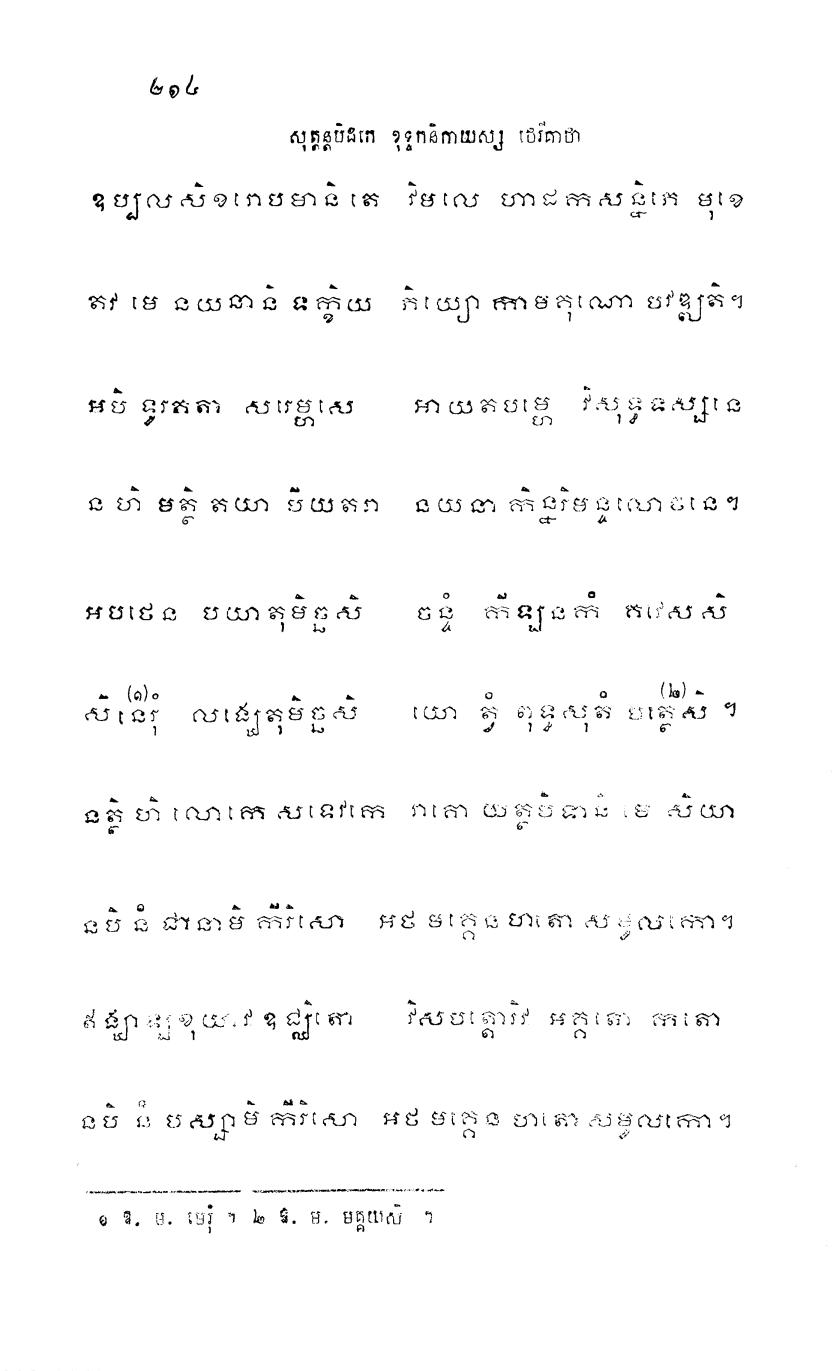 ២១៤
សុត្តន្តបិដកេ ខុទ្ទកនិកាយស្ស ថេរីគាថា
ឧប្បលសិខរោបមានិ តេ វិមលេ ហាដកសន្និភេ មុខេ
តវ មេ នយនានិ ទក្ខិយ ភិយ្យោ កាមគុណោ បវឌ្ឍតិ។
អបិ ទូរគតា សរេម្ហសេ អាយតបម្ហេ វិសុទ្ធទស្សនេ
ន ហិ មត្ថិ តយា បិយតរា នយនា កិន្នរិមន្ទលោចនេ។
អបថេន បយាតុមិច្ឆសិ ចន្ទំ កីឡនកំ គវេសសិ
សិនេរុំ(១) លង្ឃេតុមិច្ឆសិ យោ ត្វំ ពុទ្ធសុតំ បត្ថេសិ(២) ។
នត្ថិ ហិ លោកេ សទេវកេ រាគោ យត្ថបិទានិ មេ សិយា
នបិ នំ ជានាមិ កីរិសោ អថ មគ្គេន ហតោ សមូលកោ។
ឥង្ឃាឡខុយាវ ឧជ្ឈិតោ វិសបត្តោរិវ អគ្គតោ កតោ
នបិ នំ បស្សាមិ កីរិសោ អថ មគ្គេន ហតោ សមូលកោ។
១ ឱ. ម. មេរុំ ។ ២ ឱ. ម. មគ្គយសិ ។